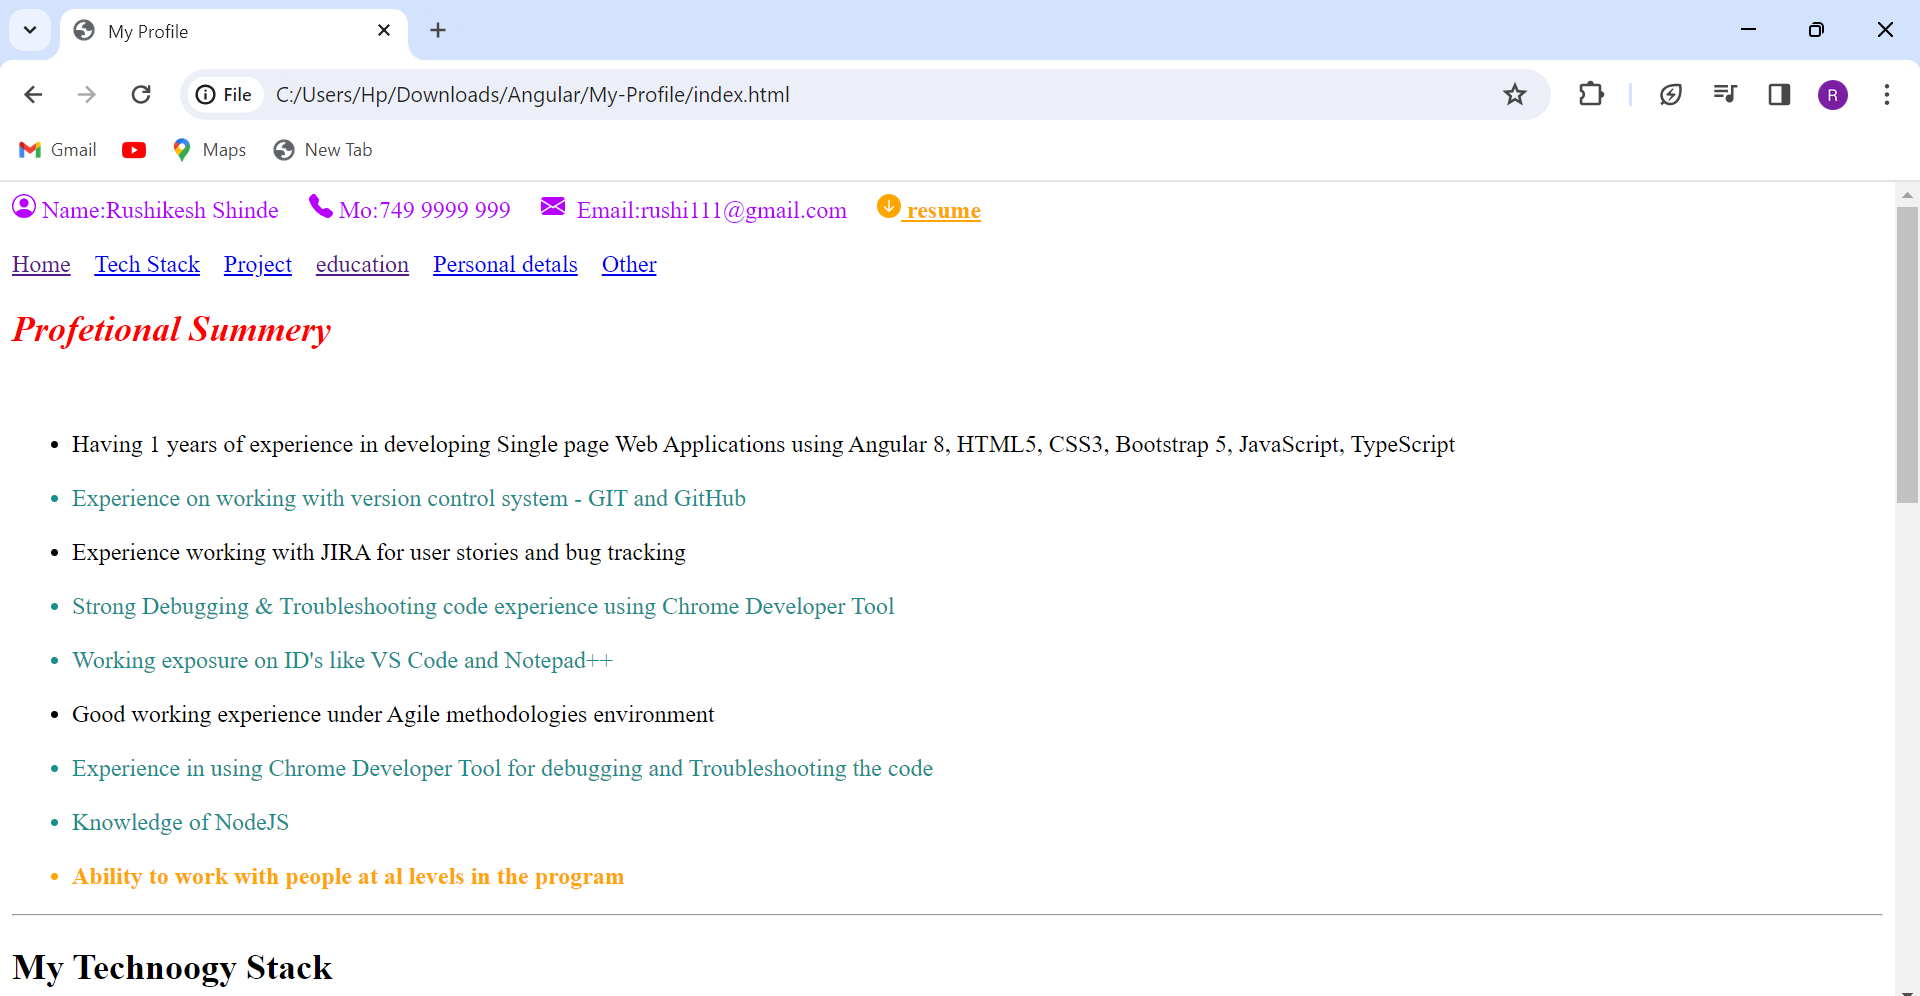 My Profile
File C:/Users/Hp/Downloads/Angular/My-Profile/index.html
R
Gmail Maps New Tab
Name:Rushikesh Shinde Mo:749 9999 999 Email:rushi111@gmail.com resume
Home Tech Stack Project education Personal detals Other
Profetional Summery
• Having 1 years of experience in developing Single page Web Applications using Angular 8, HTML5, CSS3, Bootstrap 5, JavaScript, TypeScript
• Experience on working with version control system - GIT and GitHub
• Experience working with JIRA for user stories and bug tracking
• Strong Debugging & Troubleshooting code experience using Chrome Developer Tool
• Working exposure on ID's like VS Code and Notepad++
• Good working experience under Agile methodologies environment
• Experience in using Chrome Developer Tool for debugging and Troubleshooting the code
• Knowledge of NodeJS
• Ability to work with people at al levels in the program
My Technoogy Stack